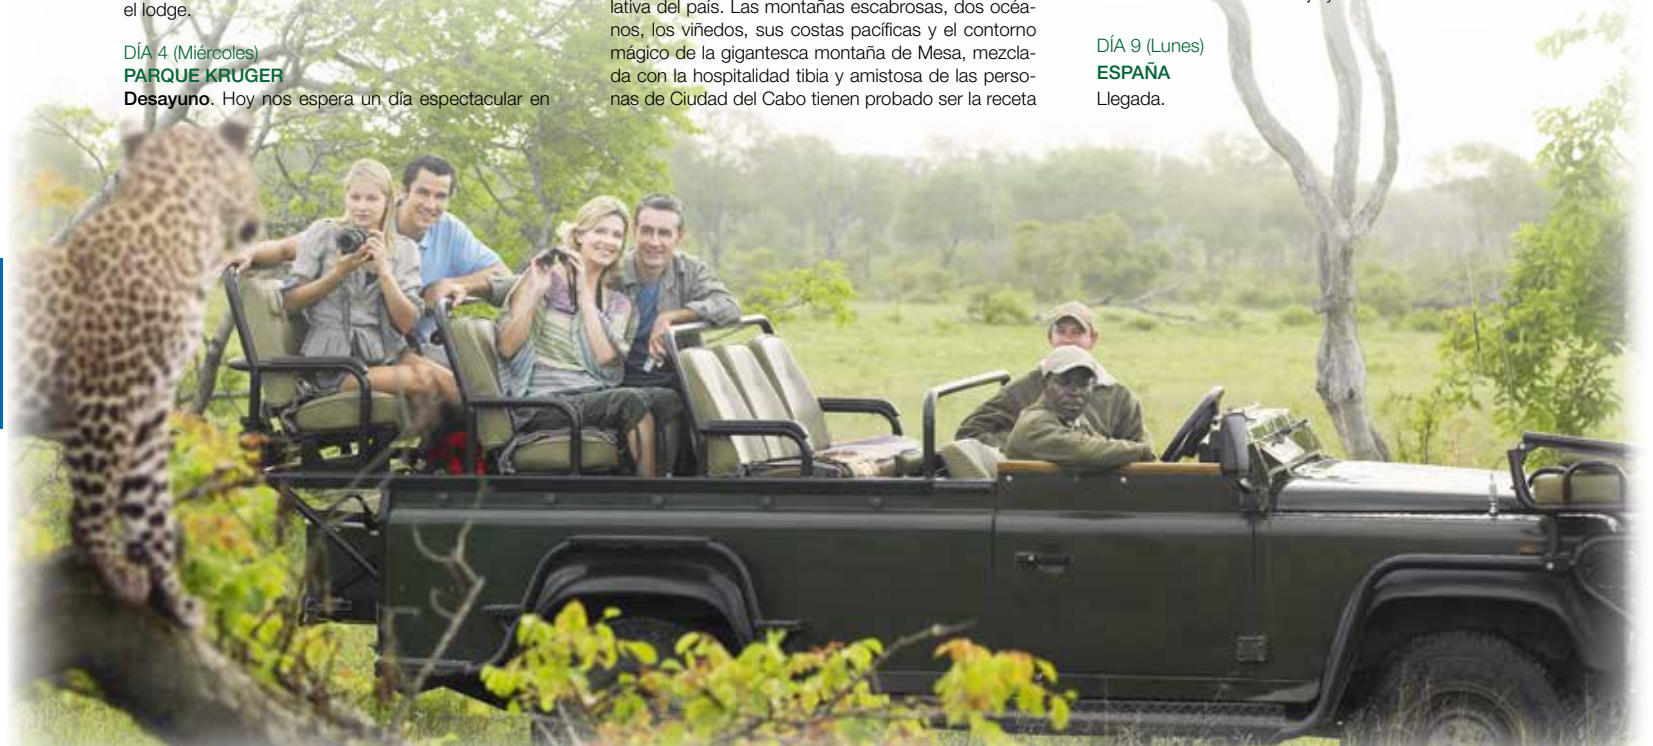 el lodge.
DÍA 4 (Miércoles)
PARQUE KRUGER
Desayuno. Hoy nos espera un día espectacular en
lativa del país. Las montañas escabrosas, dos océa-
nos, los viñedos, sus costas pacíficas y el contorno
mágico de la gigantesca montaña de Mesa, mezcla-
da con la hospitalidad tibia y amistosa de las perso-
nas de Ciudad del Cabo tienen probado ser la receta
DÍA 9 (Lunes)
ESPAÑA
Llegada.